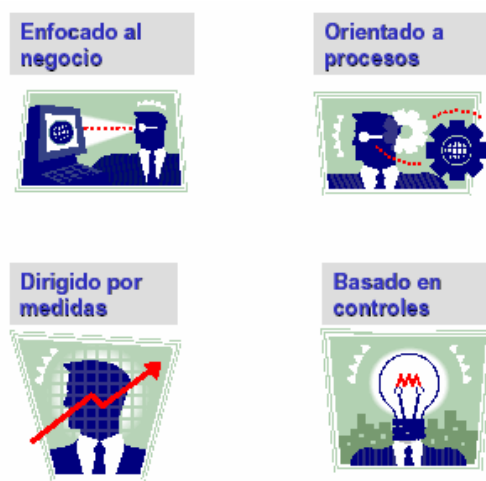 Enfocado al
negocio
Orientado a
procesos
Dirigido por
medidas
Basado en
controles